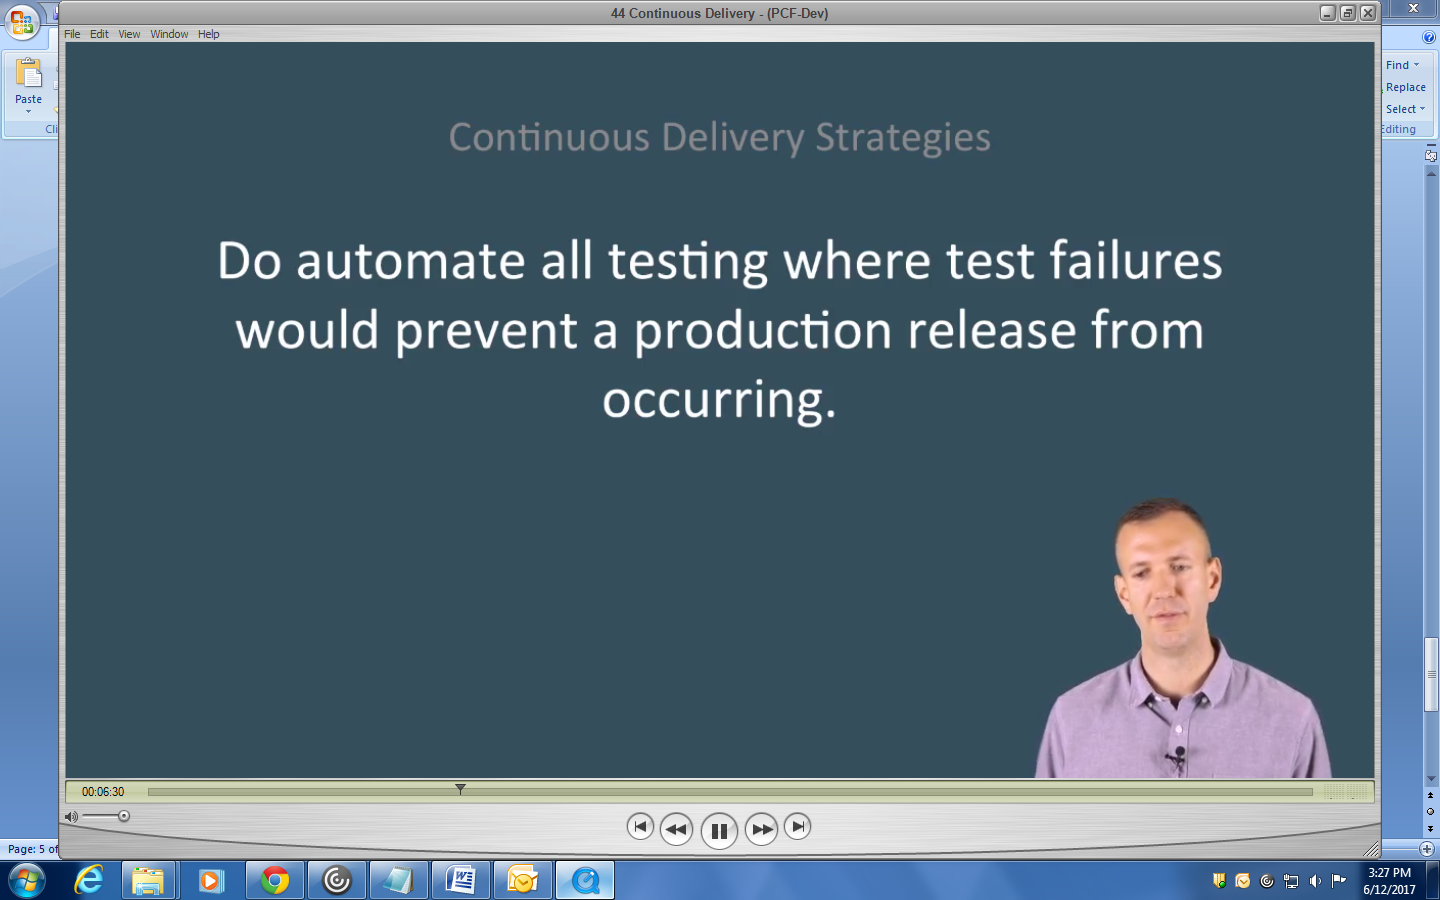 44 Continuous Delivery - (PCF-Dev)
File Edit View Window Help
Paste
Cli
Find
Replace
Select
Editing
Continuous Delivery Strategies
Do automate all testing where test failures
would prevent a production release from
occurring.
00:06:30
Page: 5 of
3:27 PM
6/12/2017